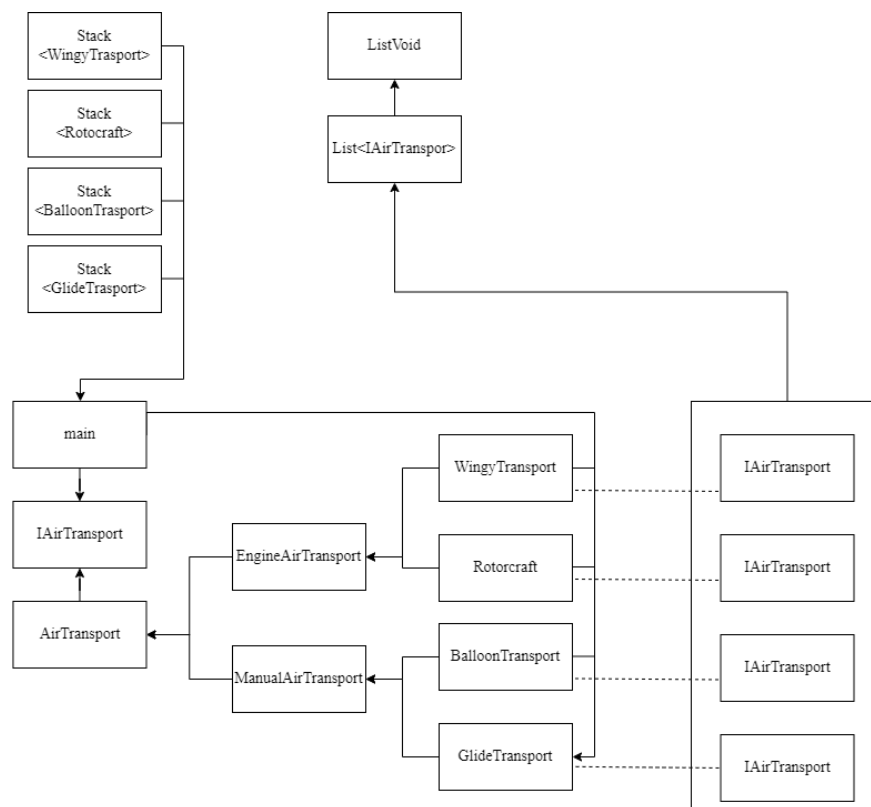 Stack
<WingyTrasport>
Stack
<Rotocraft>
Stack
<BalloonTrasport>
Stack
<GlideTrasport>
ListVoid
List<IAirTranspor>
main
IAirTransport
AirTransport
EngineAirTransport
ManualAirTransport
WingyTransport
Rotorcraft
BalloonTransport
GlideTransport
IAirTransport
IAirTransport
IAirTransport
IAirTransport